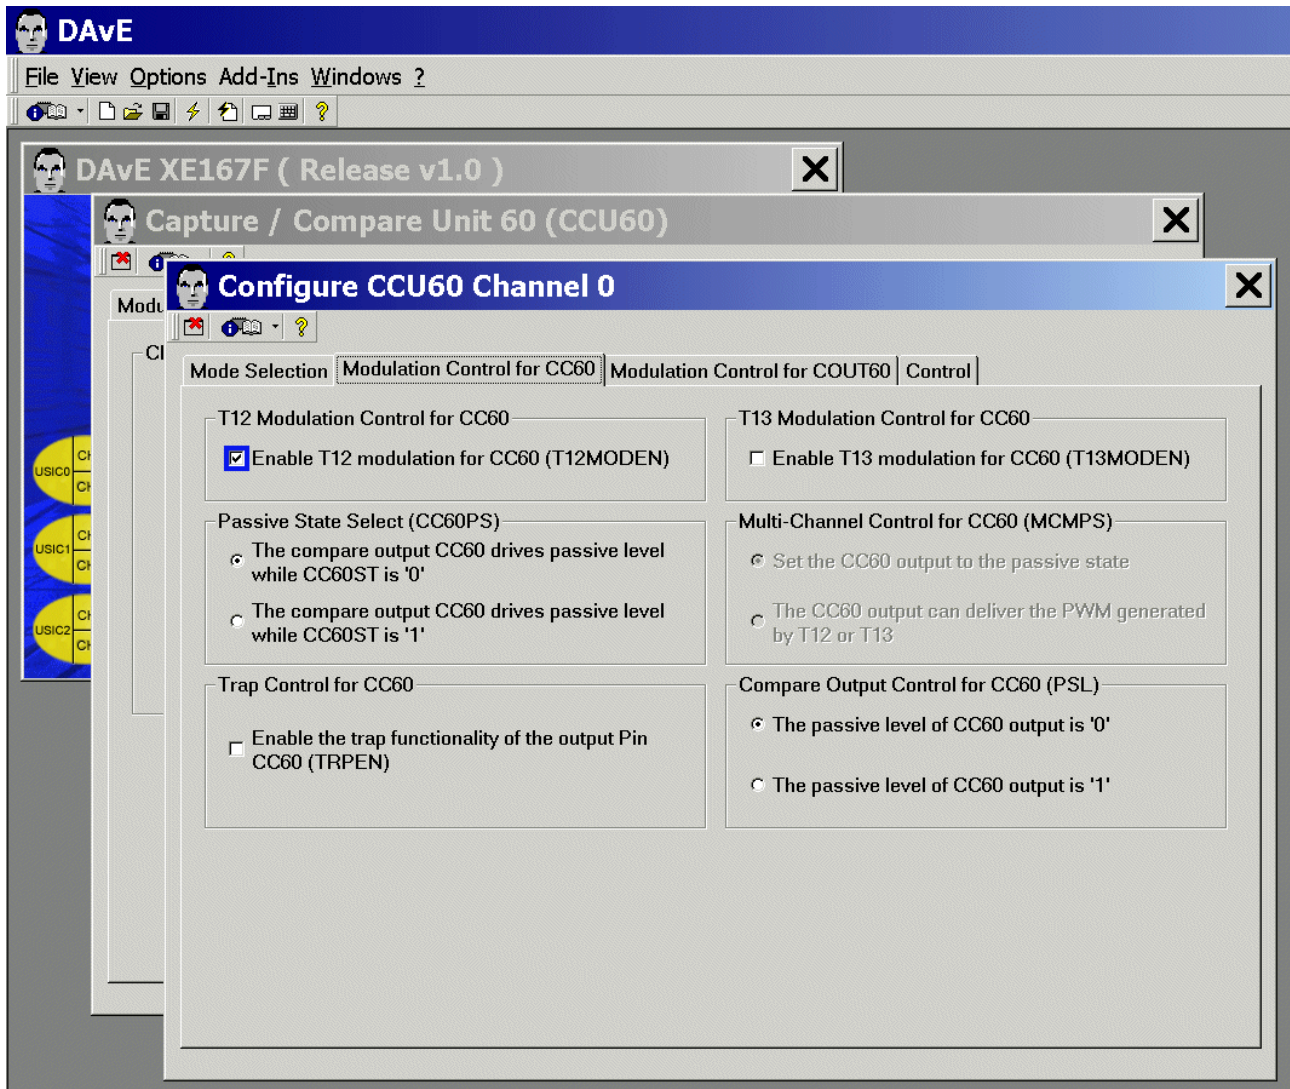 DAvE
File View Options Add-Ins Windows ?
DAvE XE167F ( Release v1.0 )
Capture / Compare Unit 60 (CCU60)
Configure CCU60 Channel 0
Mode Selection
Modulation Control for CC60
Modulation Control for COUT60
Control
T12 Modulation Control for CC60
Enable T12 modulation for CC60 (T12MODEN)
T13 Modulation Control for CC60
Enable T13 modulation for CC60 (T13MODEN)
Passive State Select (CC60PS)
The compare output CC60 drives passive level
while CC60ST is '0'
The compare output CC60 drives passive level
while CC60ST is '1'
Multi-Channel Control for CC60 (MCMPS)
Set the CC60 output to the passive state
The CC60 output can deliver the PWM generated
by T12 or T13
Trap Control for CC60
Enable the trap functionality of the output Pin
CC60 (TRPEN)
Compare Output Control for CC60 (PSL)
The passive level of CC60 output is '0'
The passive level of CC60 output is '1'
USIC0
USIC1
USIC2